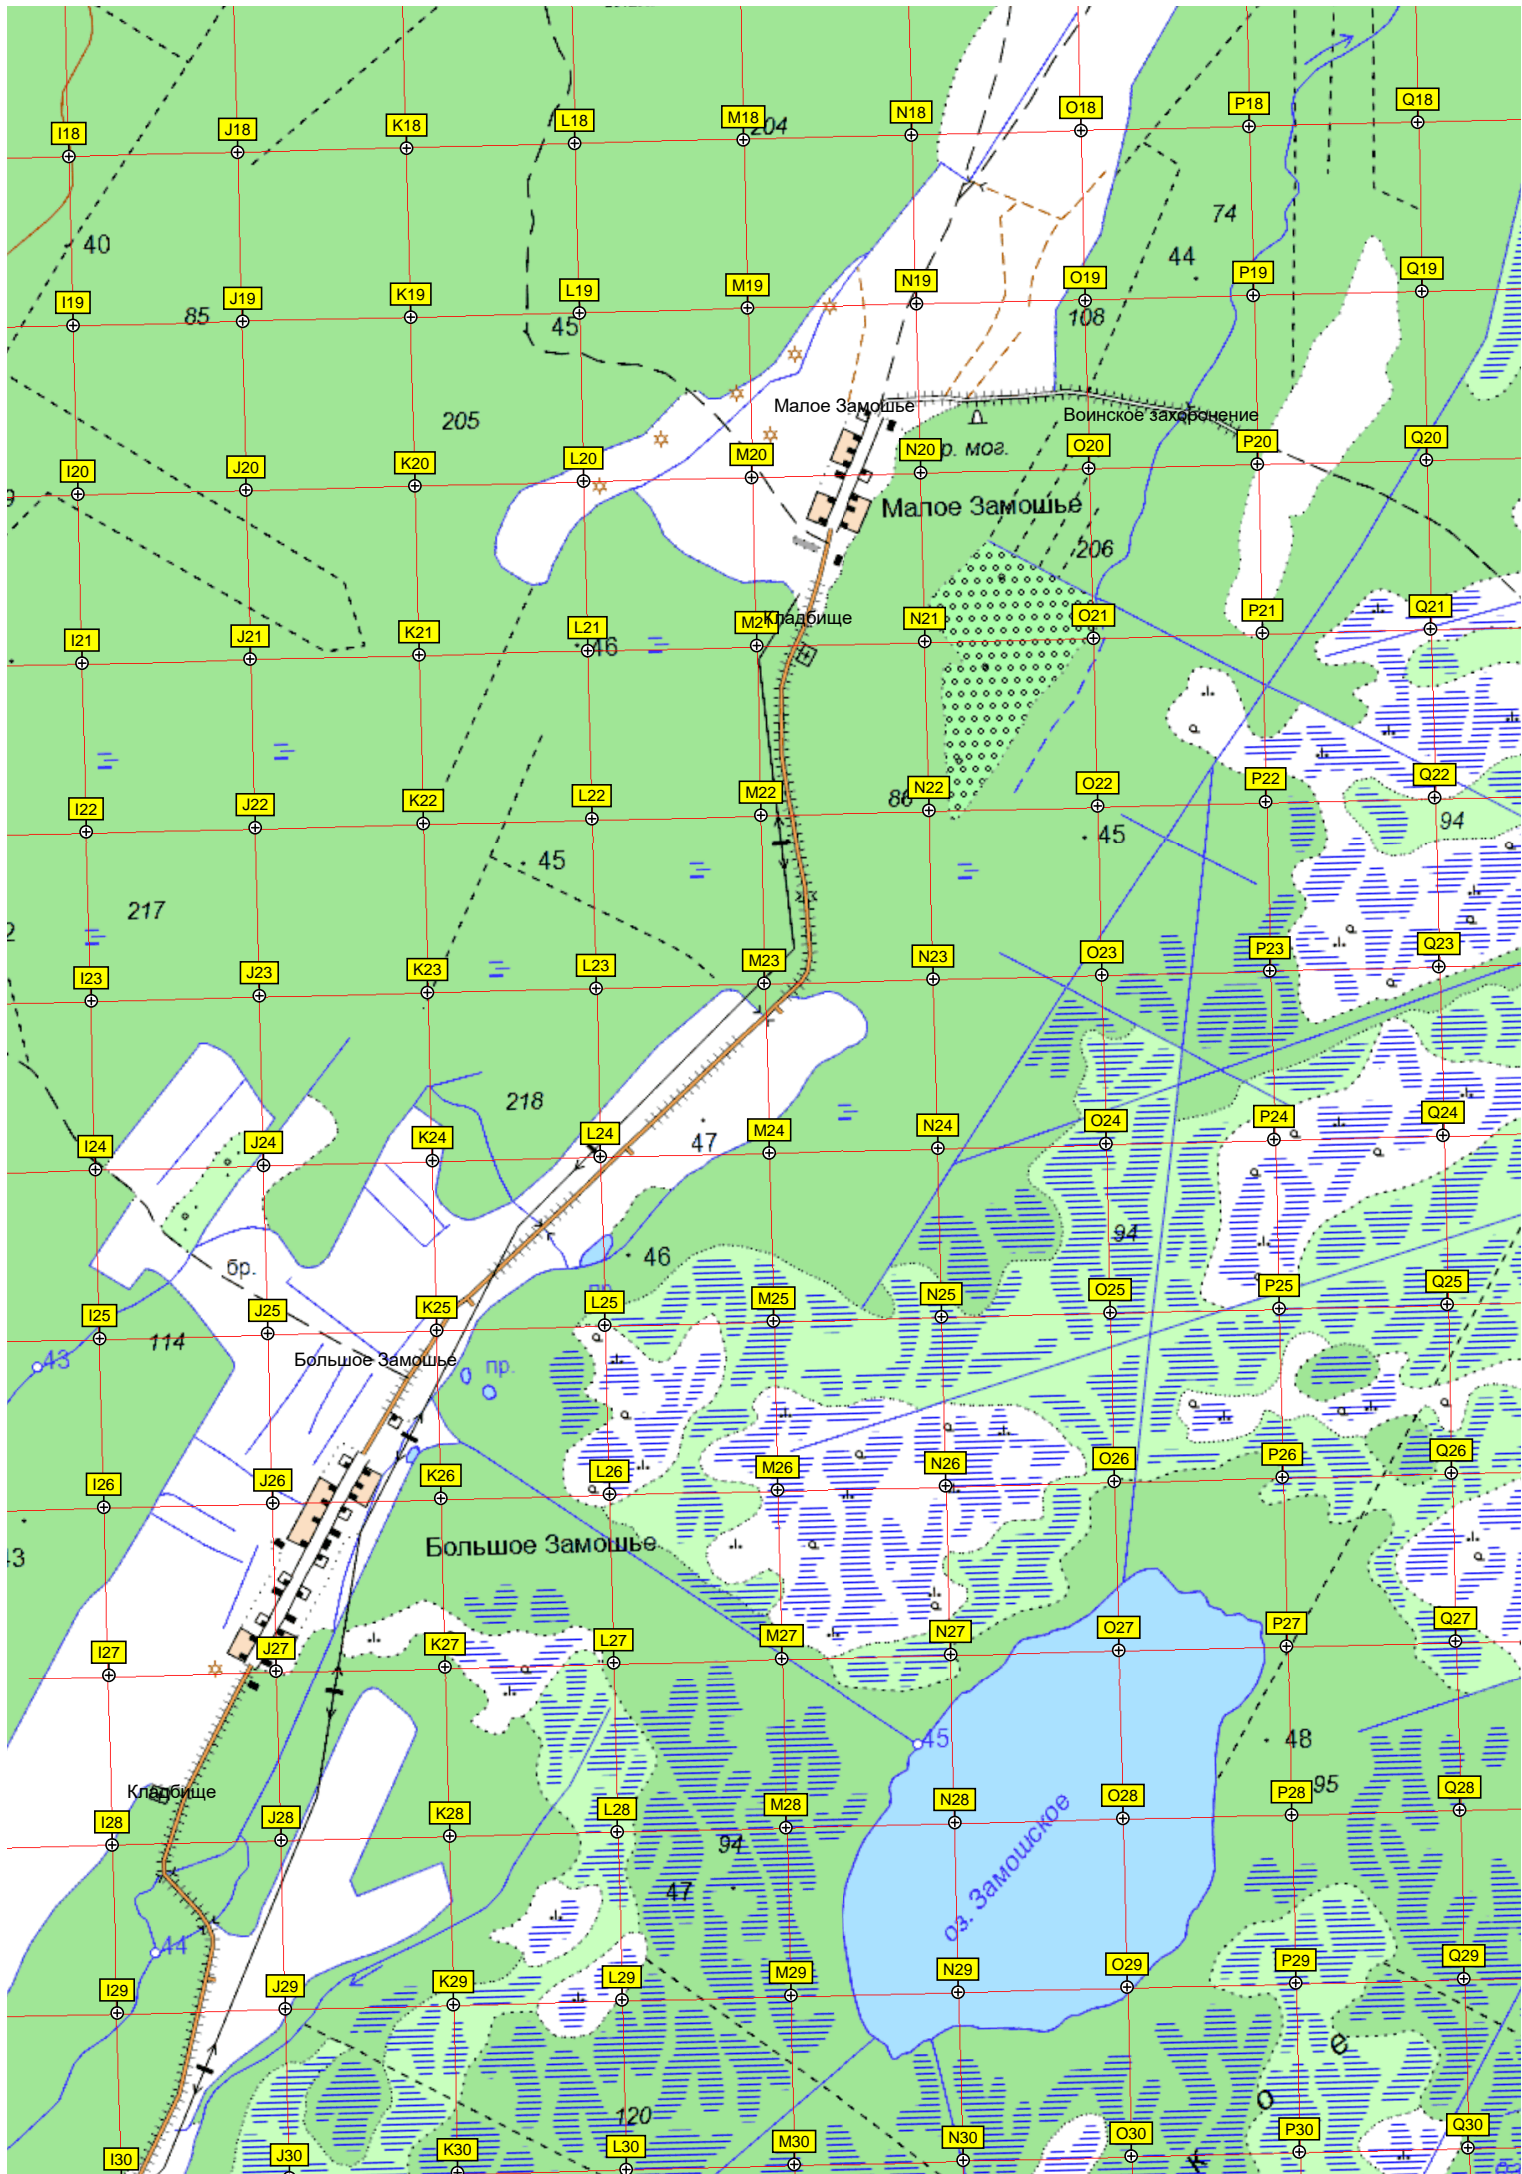 I18 J18 K18 L18 M18 N18 O18 P18 Q18
204
74
40
44
I19 J19 K19 L19 M19 N19 O19 P19 Q19
85
45
108
205
Малое Замошье
Воинское захоронение
р. мог.
I20 J20 K20 L20 M20 N20 O20 P20 Q20
Малое Замошье
206
Кладбище
I21 J21 K21 L21 N21 O21 P21 Q21
46
I22 J22 K22 L22 M22 N22 O22 P22 Q22
86
94
45
45
217
I23 J23 K23 L23 M23 N23 O23 P23 Q23
218
47
I24 J24 K24 L24 M24 N24 O24 P24 Q24
94
46
бр.
I25 J25 K25 L25 M25 N25 O25 P25 Q25
114
43
Большое Замошье
пр.
I26 J26 K26 L26 M26 N26 O26 P26 Q26
Большое Замошье
I27 J27 K27 L27 M27 N27 O27 P27 Q27
45
48
95
Кладбище
I28 J28 K28 L28 M28 N28 O28 P28 Q28
94
оз. Замошское
47
44
I29 J29 K29 L29 M29 N29 O29 P29 Q29
е
о
к
120
I30 J30 K30 L30 M30 N30 O30 P30 Q30